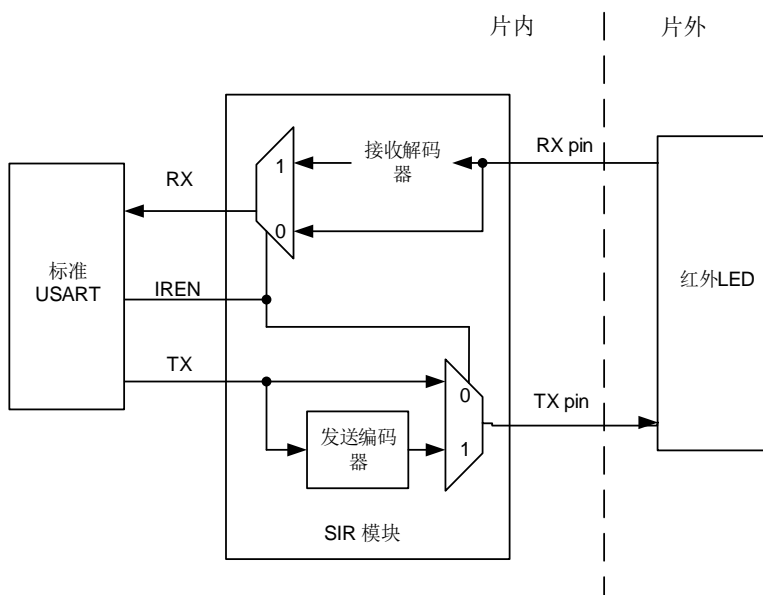 片内
片外
1
接收解码
器
RX pin
RX
0
标准
USART
IREN
红外LED
TX
0
TX pin
发送编码
器
1
SIR 模块